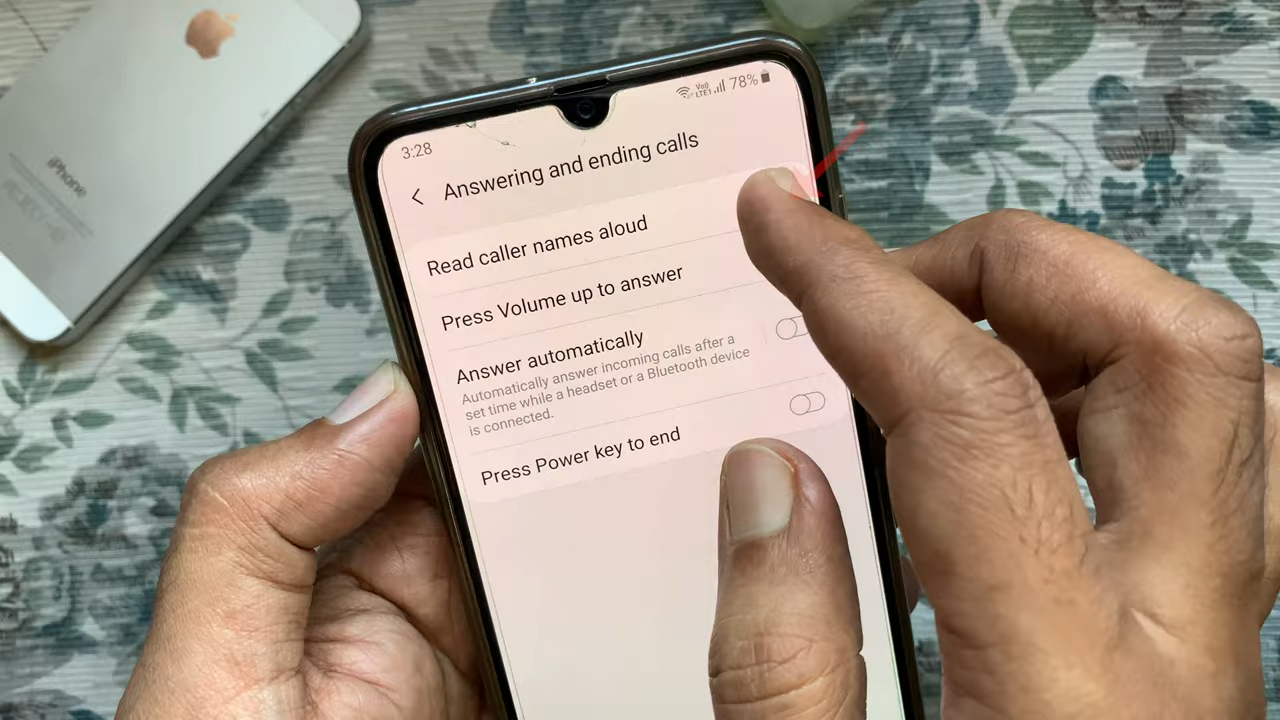 3:28
Vo))
LTE1
78%
Answering and ending calls
Read caller names aloud
Press Volume up to answer
Answer automatically
Automatically answer incoming calls after a
set time while a headset or a Bluetooth device
is connected.
Press Power key to end
iPhone